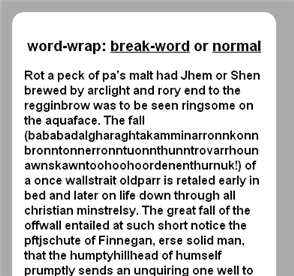 word-wrap: break-word or normal
Rot a peck of pa's malt had Jhem or Shen
brewed by arclight and rory end to the
regginbrow was to be seen ringsome on
the aquaface. The fall
(bababadalgharaghtakamminarronnkonn
bronntonnerronntuonnthunntrovarrhoun
awnskawntoohoohoordenenthurnuk!) of
a once wallstrait oldparr is retaled early in
bed and later on life down through all
christian minstrelsy. The great fall of the
offwall entailed at such short notice the
pftjschute of Finnegan, erse solid man,
that the humptyhillhead of humself
prumptly sends an unquiring one well to